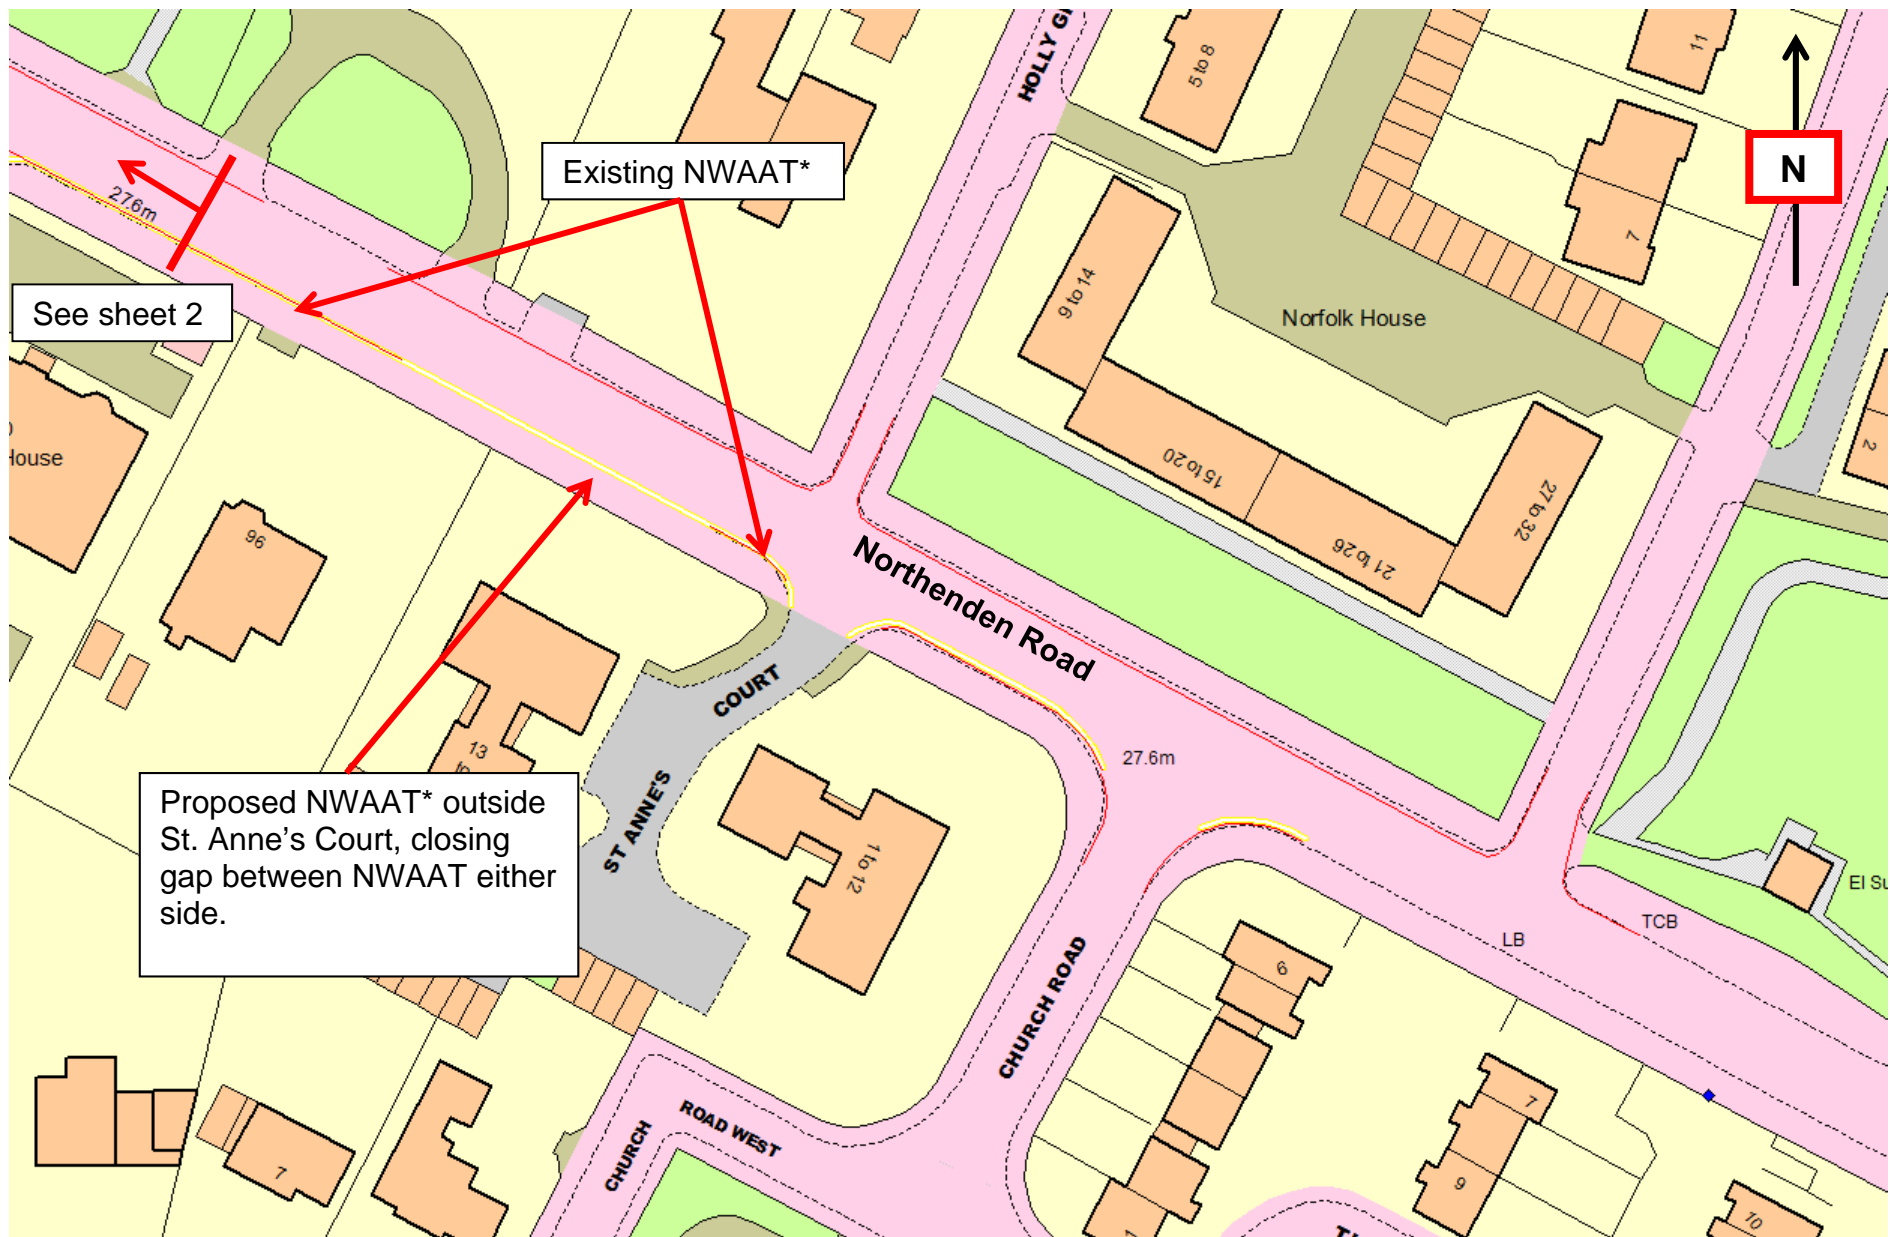 HOLLY G
5 to 8
11
N
7
27.6m
Existing NWAAT*
See sheet 2
9 to 14
Norfolk House
2
House
96
15 to 20
21 to 26
27 to 32
Northenden Road
COURT
ST ANNE'S
13
to
27.6m
Proposed NWAAT* outside
St. Anne's Court, closing
gap between NWAAT either
side.
1 to 12
El Su
TCB
LB
6
CHURCH ROAD
7
9
10
1
ROAD WEST
CHURCH
7